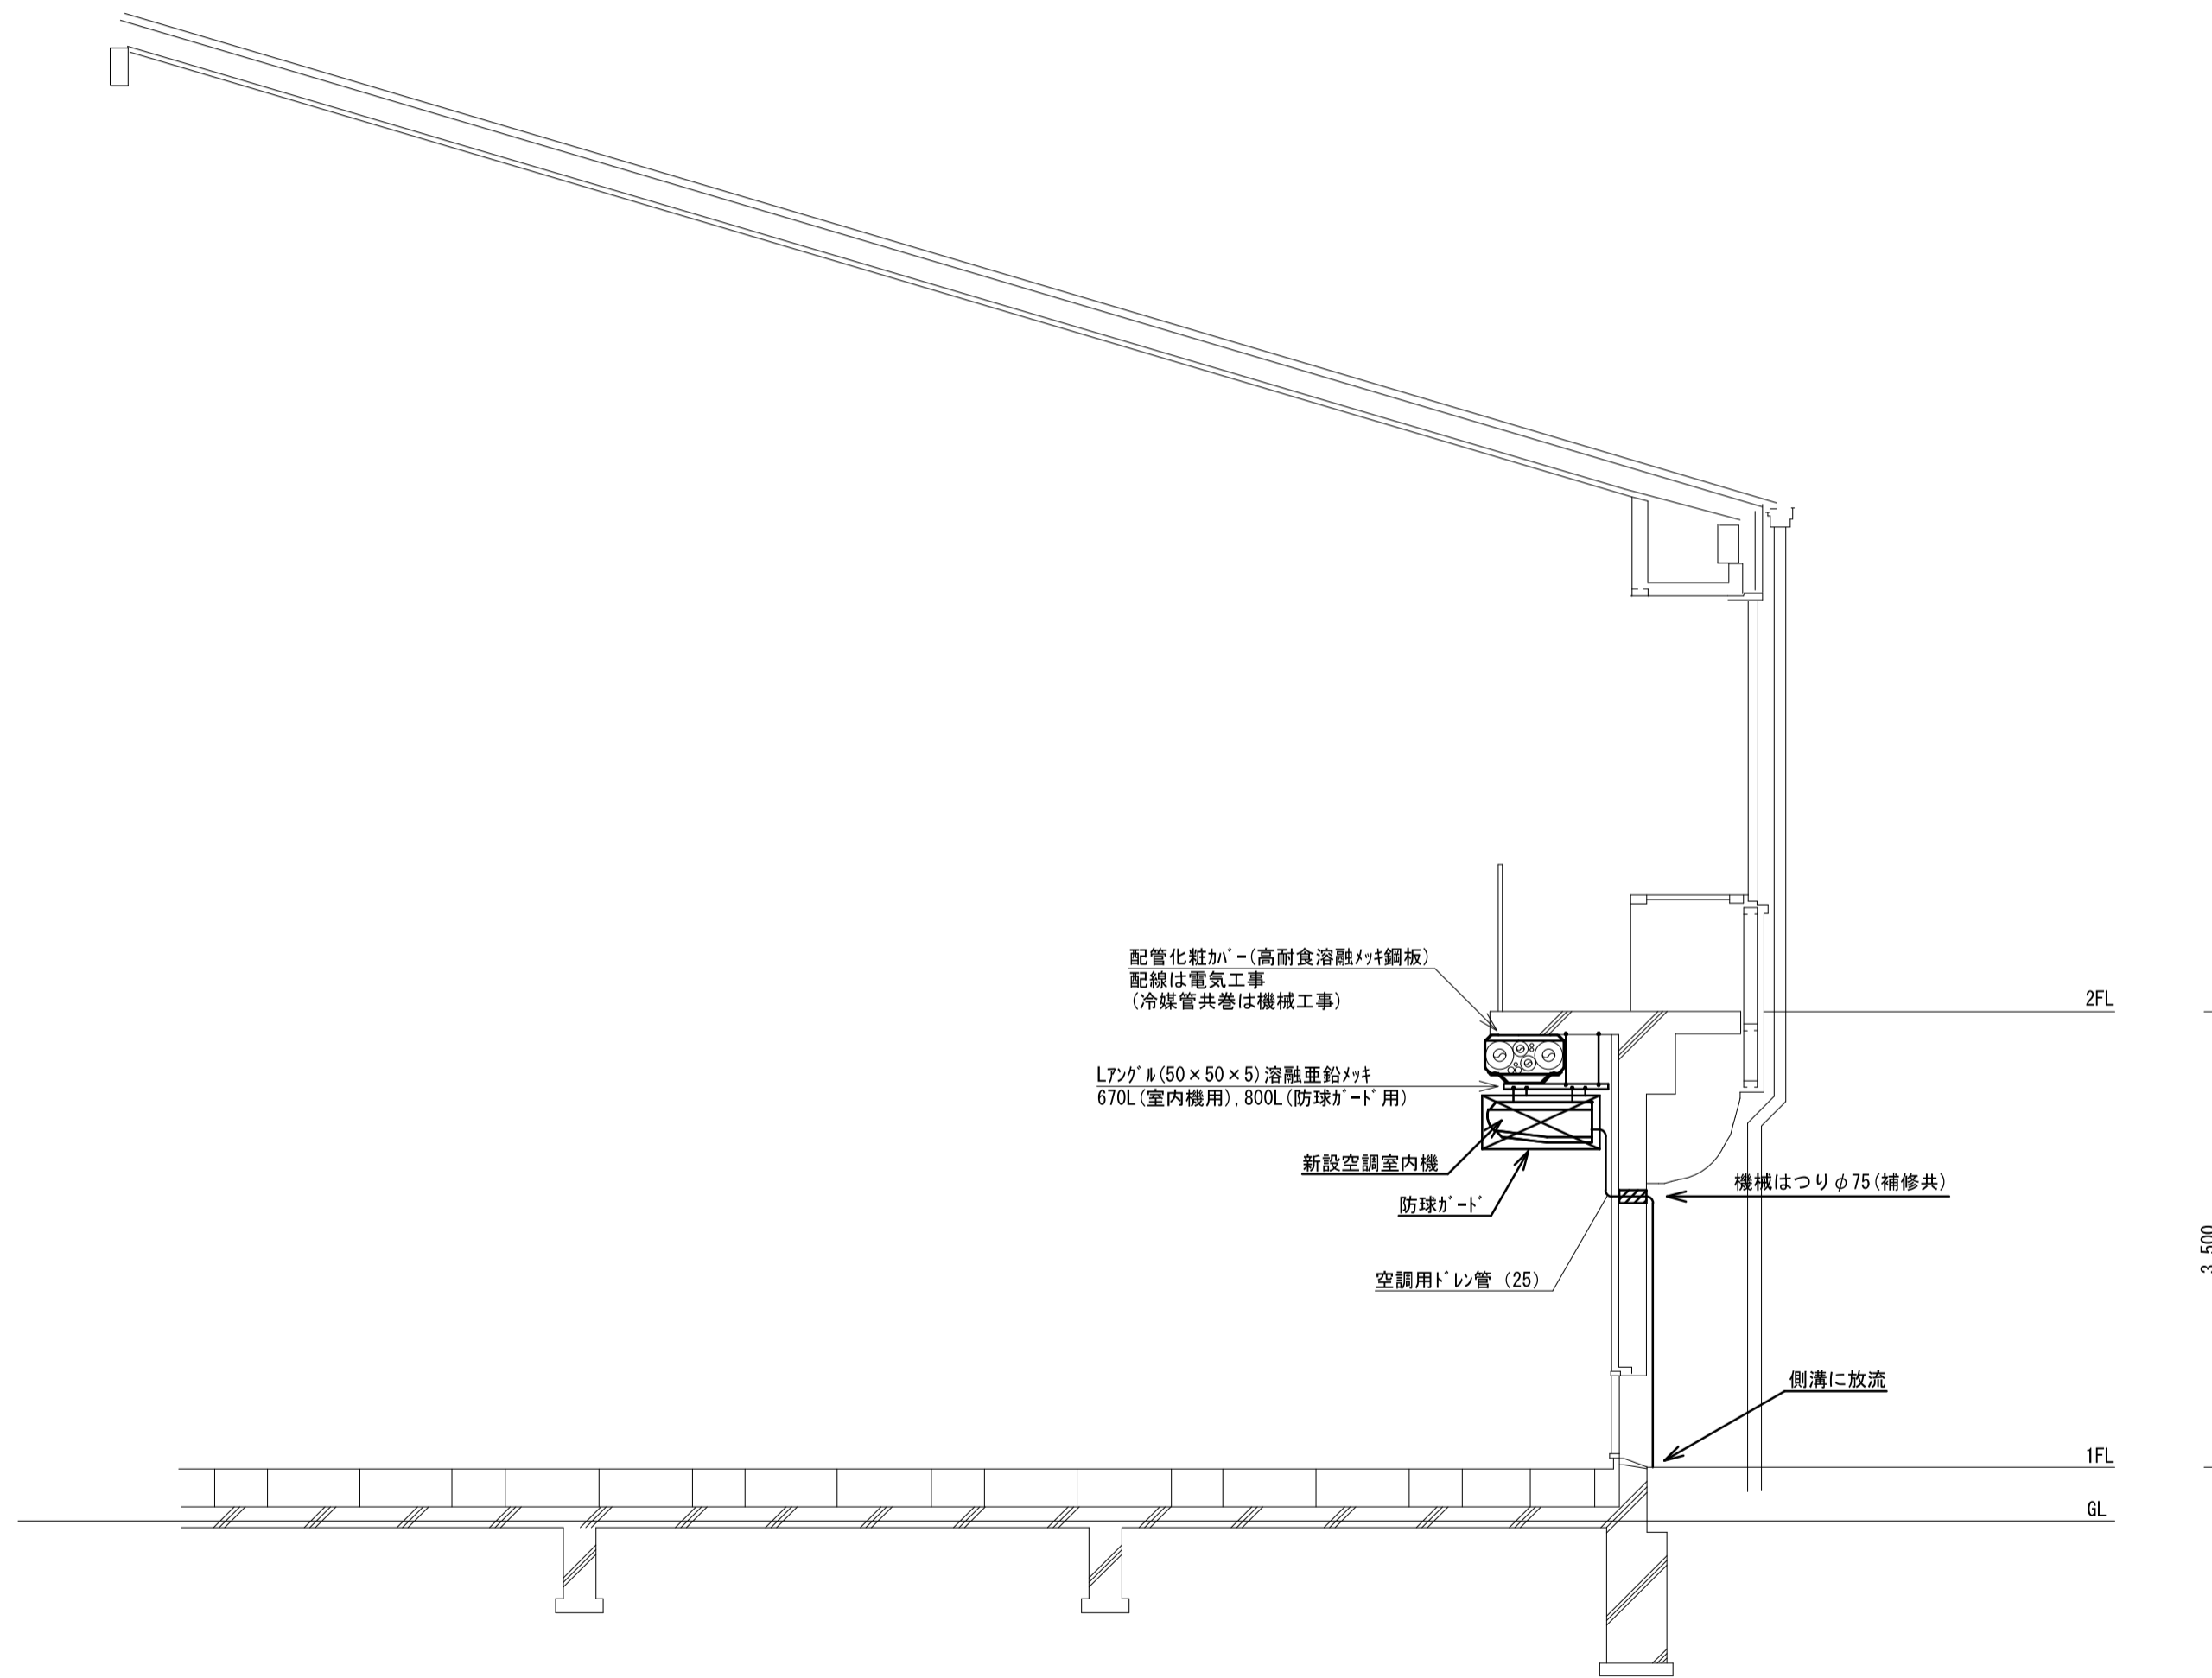 配管化粧ｶﾊﾞｰ(高耐食溶融ﾒｯｷ鋼板)
配線は電気工事
(冷媒管共巻は機械工事)
2FL
Lｱﾝｸﾞﾙ(50×50×5)溶融亜鉛ﾒｯｷ
670L(室内機用),800L(防球ｶﾞｰﾄﾞ用)
新設空調室内機
機械はつりφ75(補修共)
防球ｶﾞｰﾄﾞ
3,500
空調用ﾄﾞﾚﾝ管 (25)
側溝に放流
1FL
GL